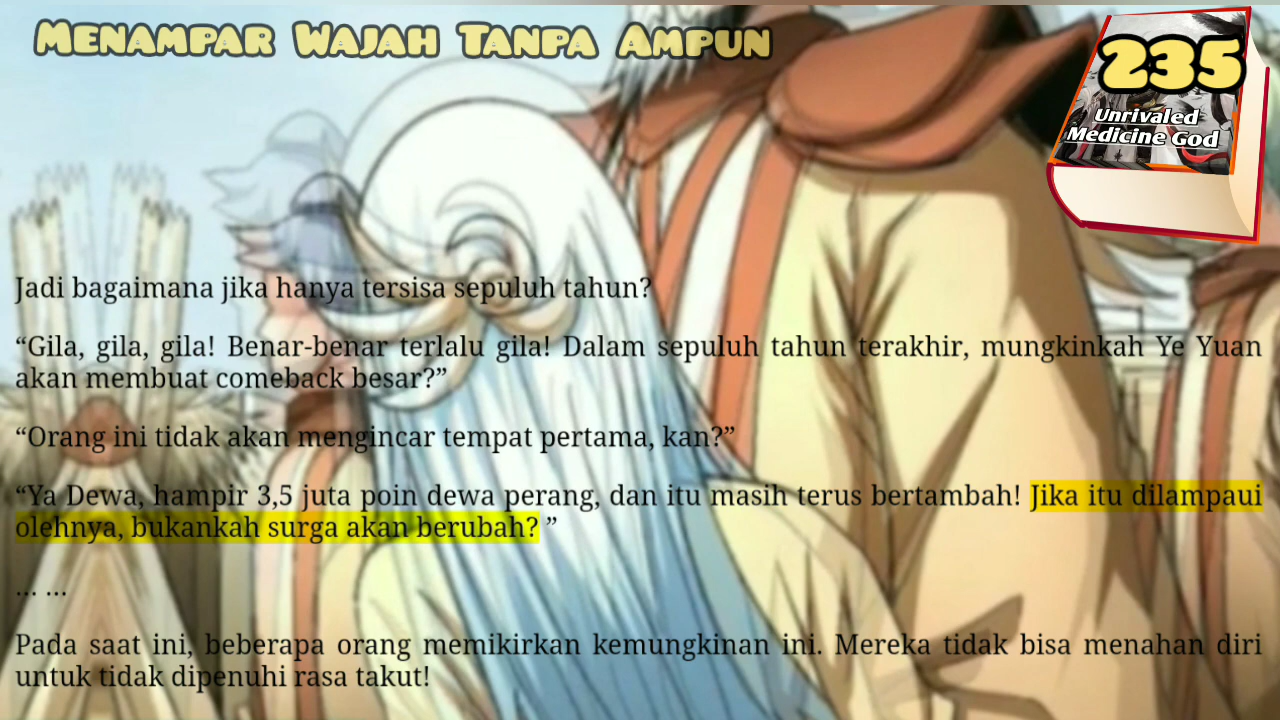 Menampar Wajah Tanpa Ampun
235
Unrivaled
Medicine God
Jadi bagaimana jika hanya tersisa sepuluh tahun?
“Gila, gila, gila! Benar-benar terlalu gila! Dalam sepuluh tahun terakhir, mungkinkah Ye Yuan
akan membuat comeback besar?”
“Orang ini tidak akan mengincar tempat pertama, kan?”
“Ya Dewa, hampir 3,5 juta poin dewa perang, dan itu masih terus bertambah! Jika itu dilampaui
olehnya, bukankah surga akan berubah? ”
... ...
Pada saat ini, beberapa orang memikirkan kemungkinan ini. Mereka tidak bisa menahan diri
untuk tidak dipenuhi rasa takut!